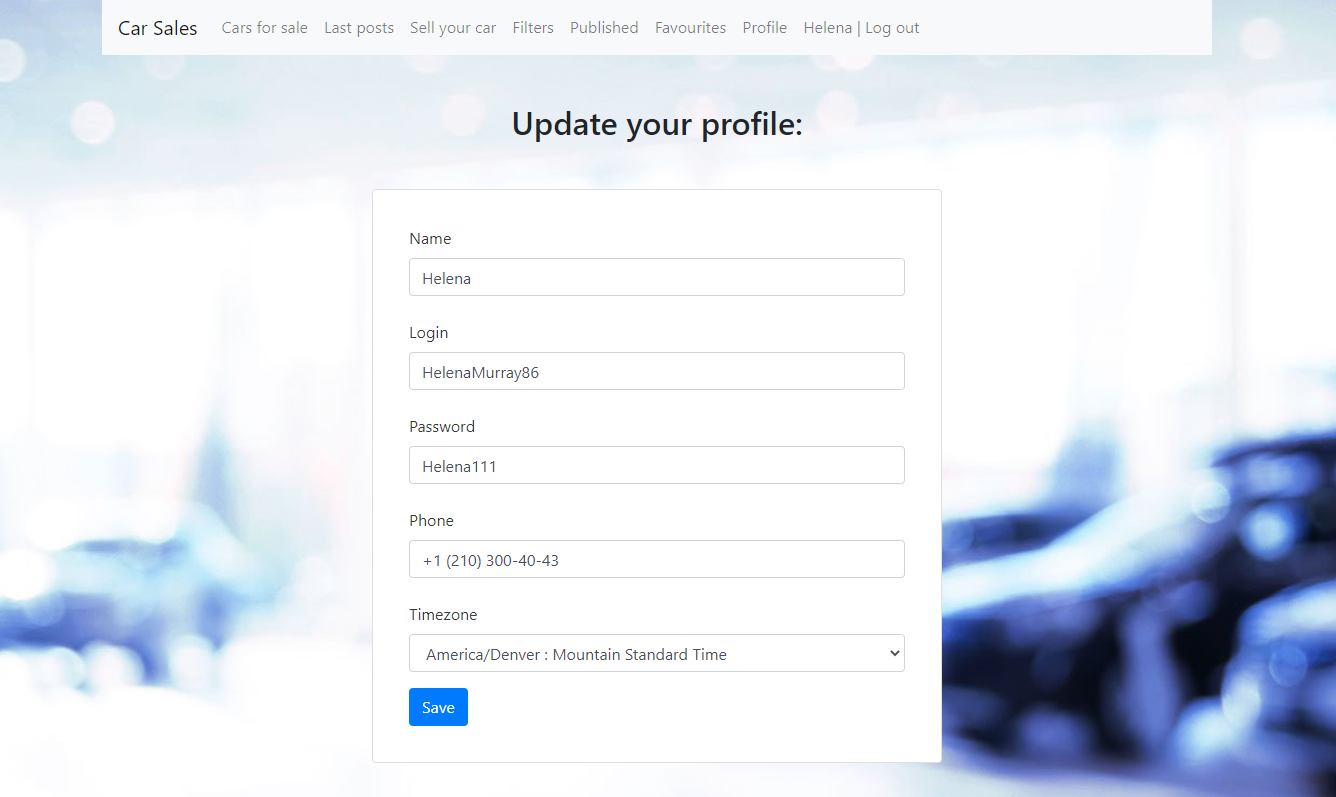 Car Sales Cars for sale Last posts Sell your car Filters Published Favourites Profile Helena | Log out
Update your profile:
Name
Helena
Login
HelenaMurray86
Password
Helena111
Phone
+1 (210) 300-40-43
Timezone
America/Denver : Mountain Standard Time
Save